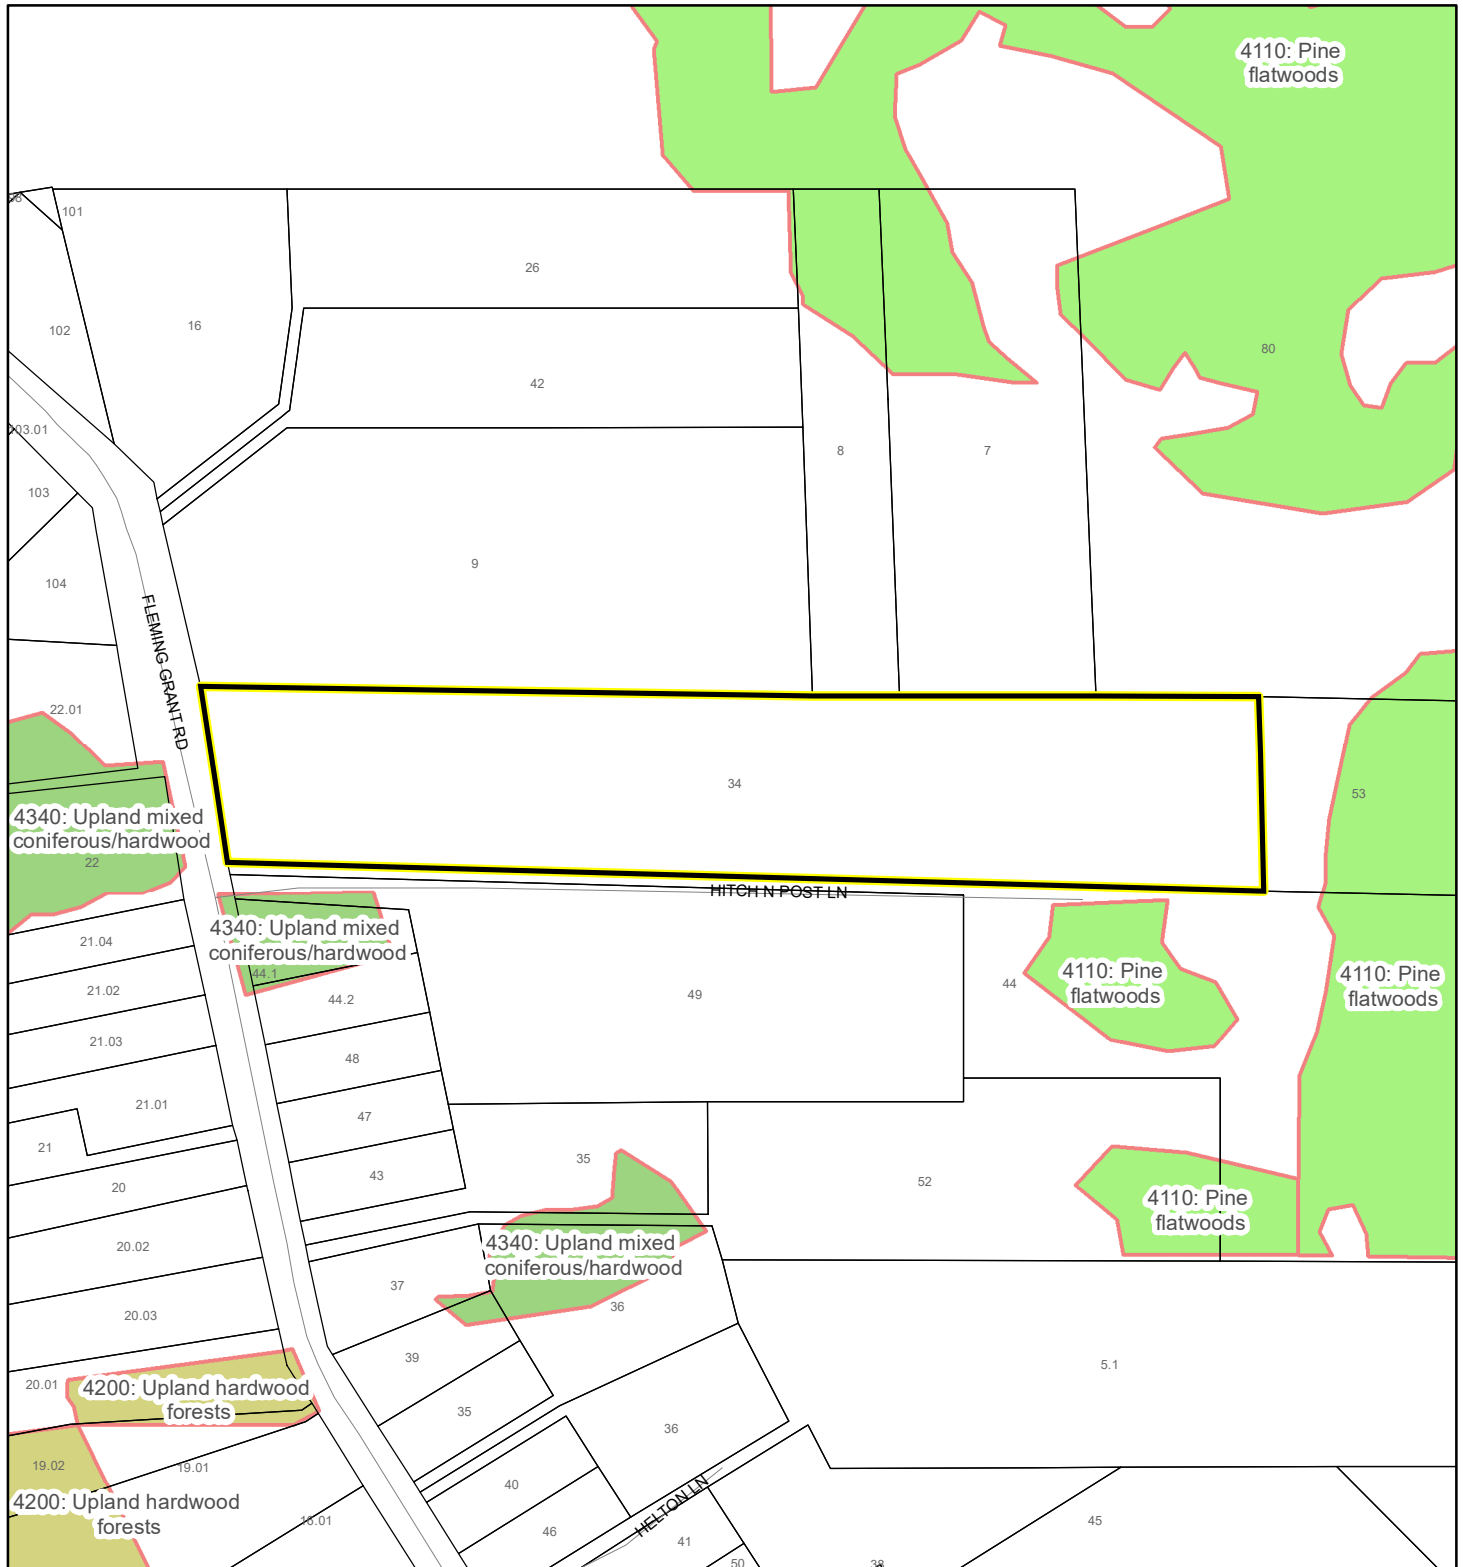 4110: Pine
flatwoods
101
26
16
102
80
42
03.01
8
7
103
9
104
FLEMING GRANT RD
22.01
34
53
4340: Upland mixed
coniferous/hardwood
22
HITCH N POST LN
4340: Upland mixed
coniferous/hardwood
21.04
44.1
4110: Pine
flatwoods
4110: Pine
flatwoods
44
21.02
44.2
49
21.03
48
21.01
47
21
35
43
20
52
4110: Pine
flatwoods
20.02
4340: Upland mixed
coniferous/hardwood
37
36
20.03
39
5.1
20.01
4200: Upland hardwood
forests
35
36
19.02
19.01
4200: Upland hardwood
forests
40
HELTON LN
16.01
46
41
45
50
38